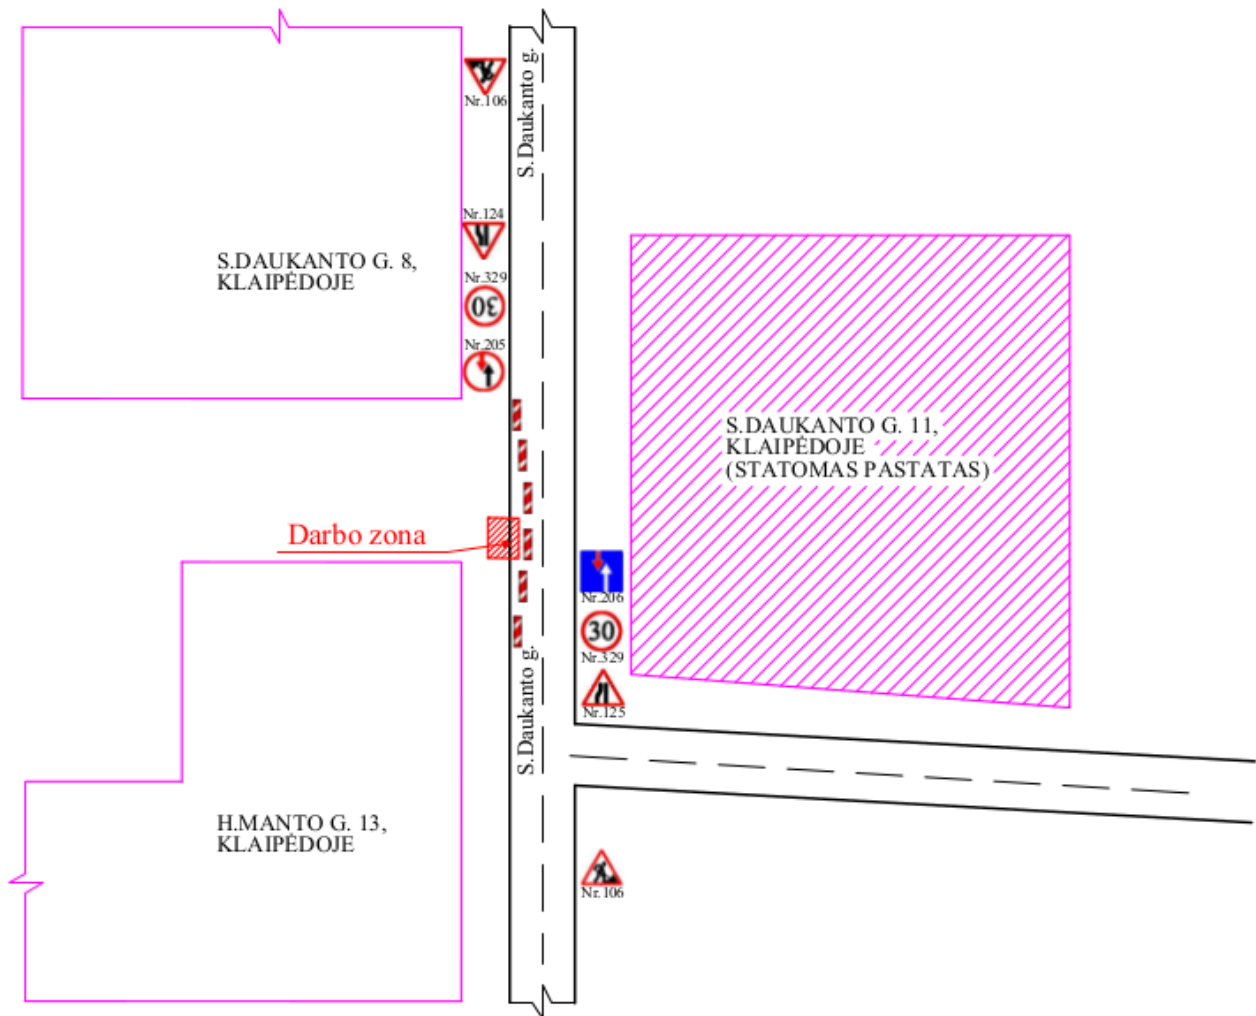 S.Daukanto g.
Nr.106
Nr.124
S.DAUKANTO G. 8,
KLAIPĖDOJE
Nr.329
30
Nr.205
S.DAUKANTO G. 11,
KLAIPĖDOJE
(STATOMAS PASTATAS)
Darbo zona
Nr.206
30
Nr.329
S.Daukanto g.
Nr.125
H.MANTO G. 13,
KLAIPĖDOJE
Nr.106